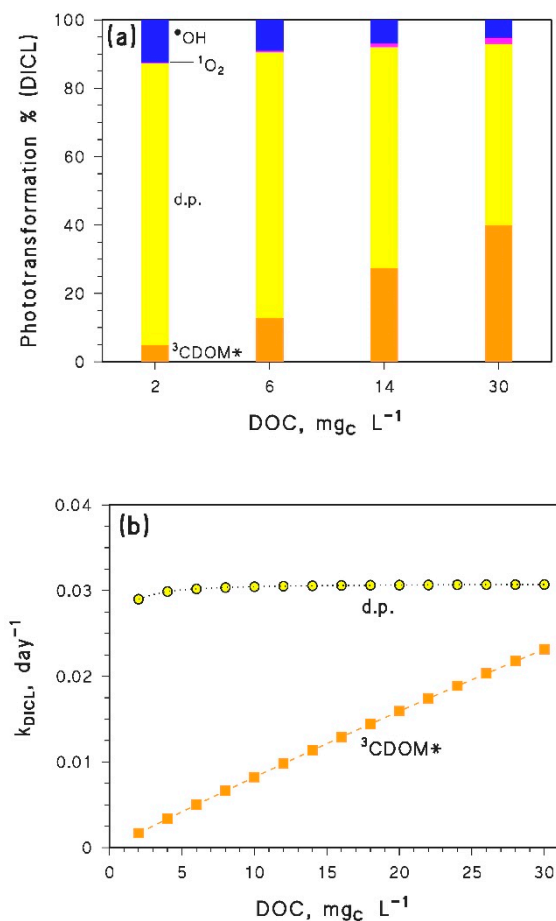 (a)
Phototransformation % (DICL)
100
80
60
40
20
0
•OH
¹O₂
d.p.
³CDOM*
2 6 14 30
DOC, mgC L⁻¹
(b)
kDICL, day⁻¹
0.04
0.03
0.02
0.01
0
d.p.
³CDOM*
0 5 10 15 20 25 30
DOC, mgC L⁻¹